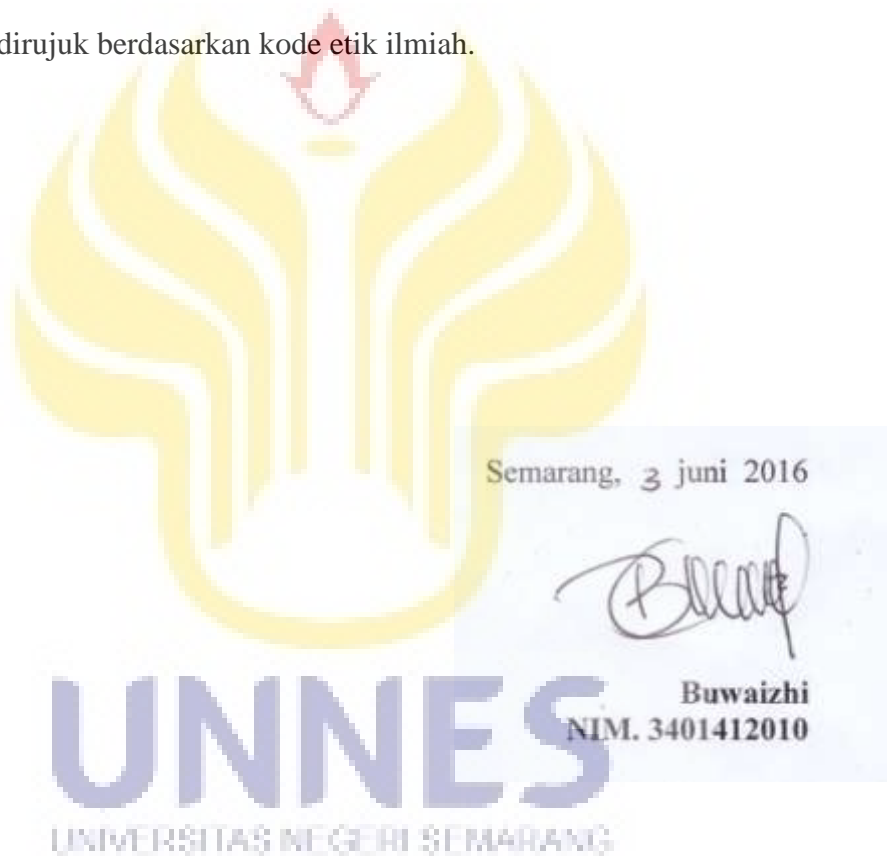 dirujuk berdasarkan kode etik ilmiah.
Semarang, 3 juni 2016
Buwaizhi
NIM. 3401412010
UNNES
UNIVERSITAS NEGERI SEMARANG